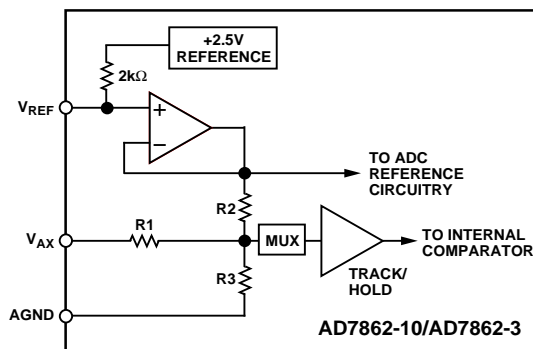 +2.5V
REFERENCE
2kΩ
VREF
+
−
TO ADC
REFERENCE
CIRCUITRY
R2
R1
VAX
MUX
TO INTERNAL
COMPARATOR
TRACK/
HOLD
R3
AGND
AD7862-10/AD7862-3